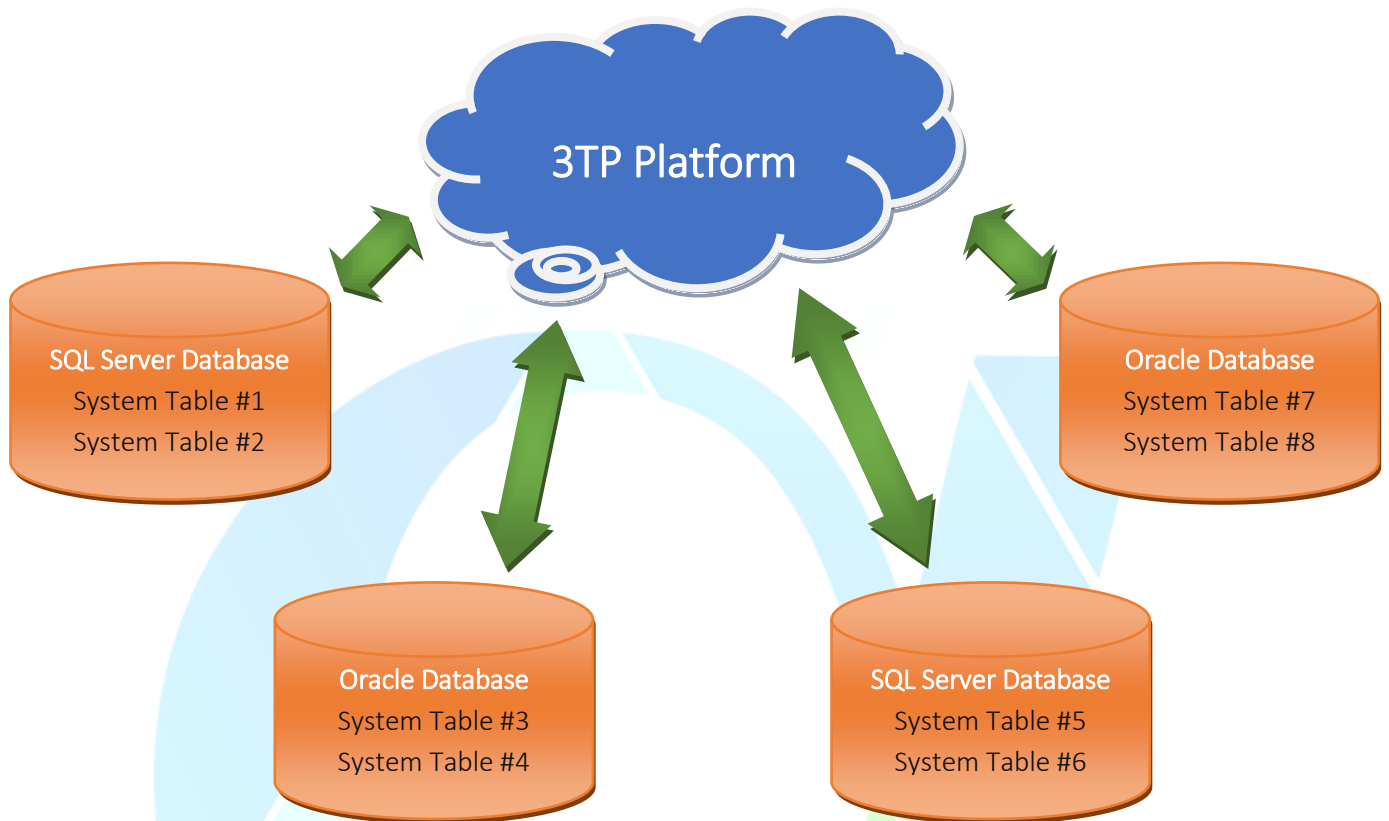 3TP Platform
SQL Server Database
System Table #1
System Table #2
Oracle Database
System Table #7
System Table #8
Oracle Database
System Table #3
System Table #4
SQL Server Database
System Table #5
System Table #6